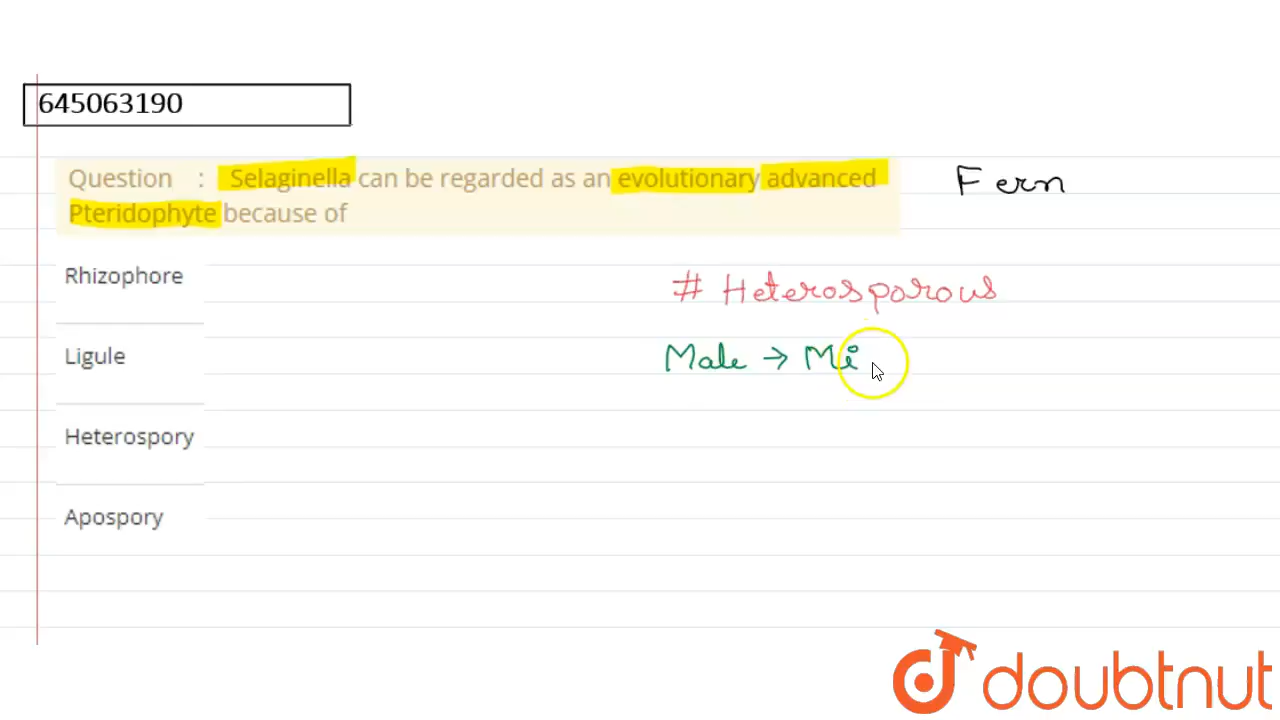 645063190
Question : Selaginella can be regarded as an evolutionary advanced
Pteridophyte because of
Fern
Rhizophore
# Heterosporous
Ligule
Male → Mi
Heterospory
Apospory
doubtnut